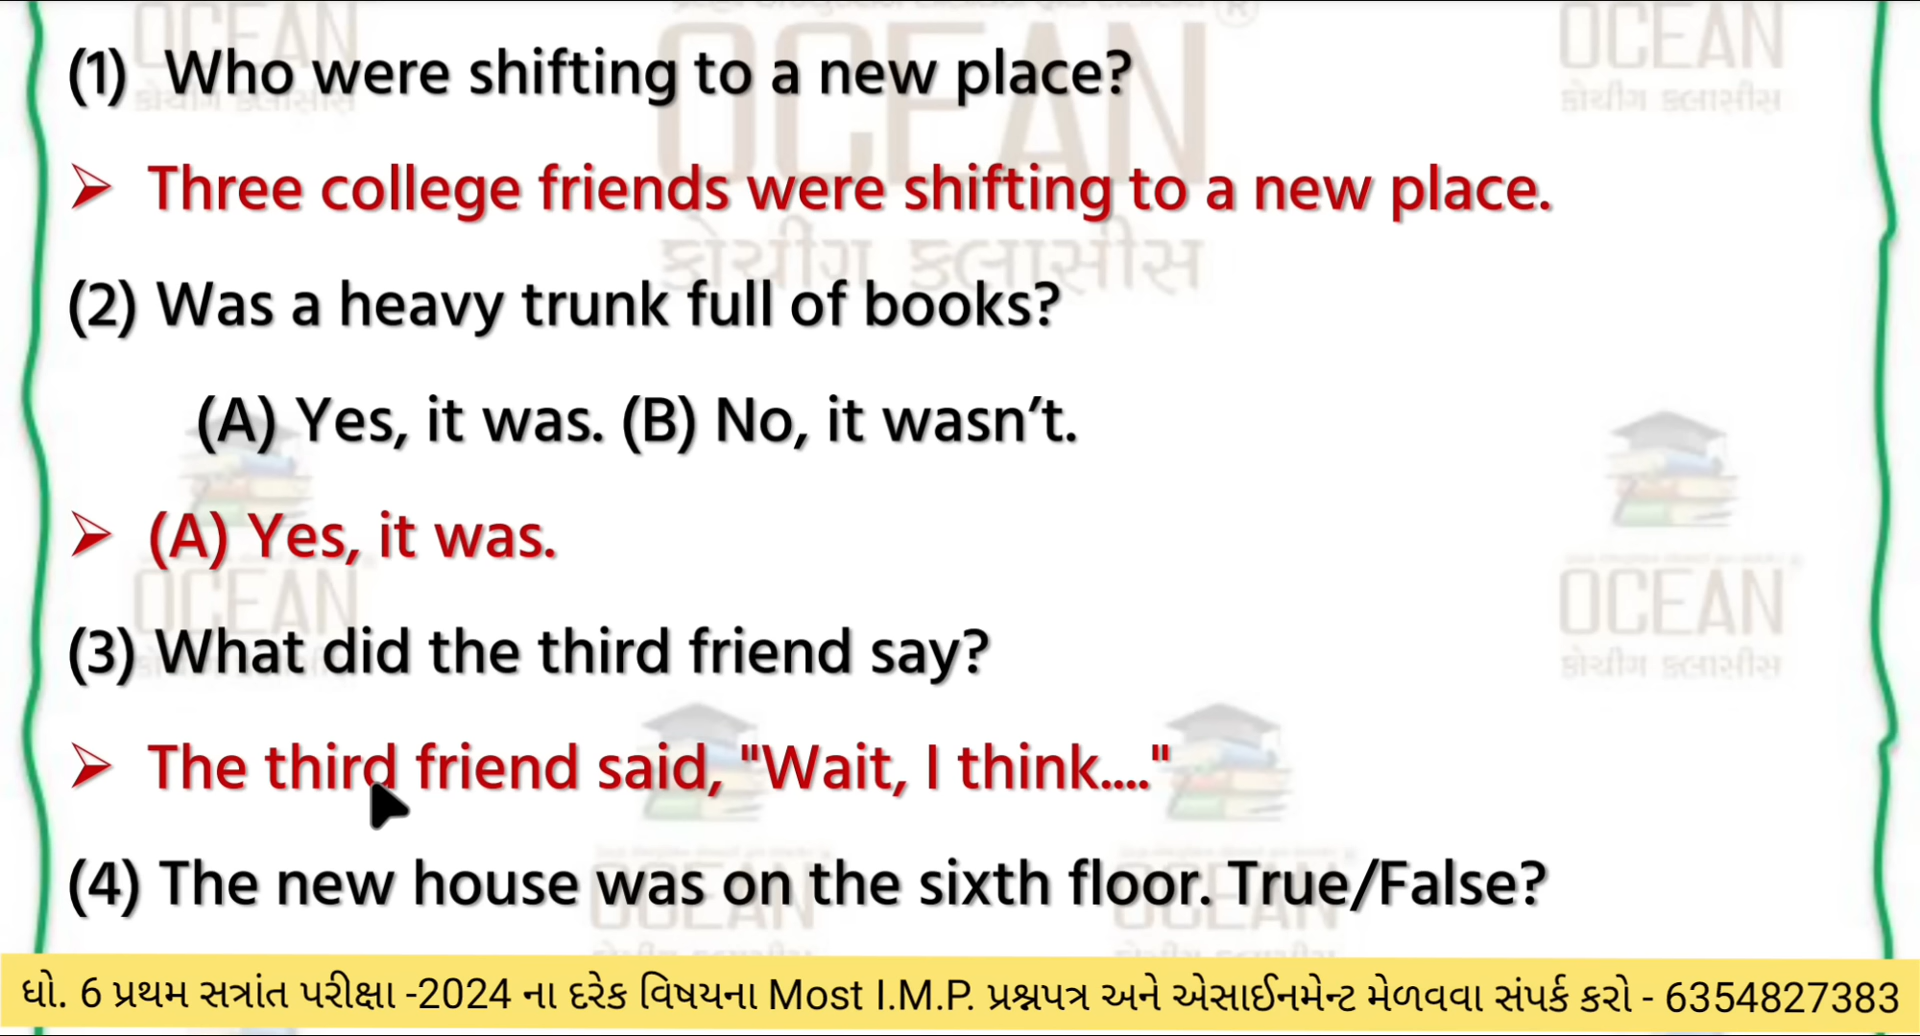 OCEAN
કોચીંગ કલાસીસ
(1) Who were shifting to a new place?
➢ Three college friends were shifting to a new place.
(2) Was a heavy trunk full of books?
(A) Yes, it was. (B) No, it wasn’t.
➢ (A) Yes, it was.
(3) What did the third friend say?
➢ The third friend said, "Wait, I think...."
(4) The new house was on the sixth floor. True/False?
ધો. 6 પ્રથમ સત્રાંત પરીક્ષા -2024 ના દરેક વિષયના Most I.M.P. પ્રશ્નપત્ર અને એસાઈનમેન્ટ મેળવવા સંપર્ક કરો - 6354827383